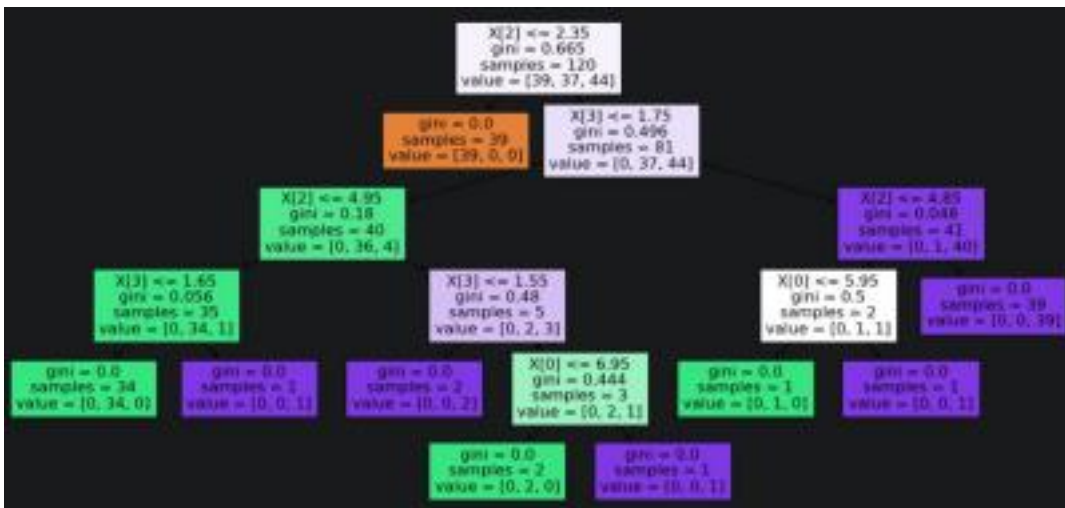 X[2] <= 2.35
gini = 0.665
samples = 120
value = [39, 37, 44]
gini = 0.0
samples = 39
value = [39, 0, 0]
X[3] <= 1.75
gini = 0.496
samples = 81
value = [0, 37, 44]
X[2] <= 4.95
gini = 0.18
samples = 40
value = [0, 36, 4]
X[2] <= 4.85
gini = 0.048
samples = 41
value = [0, 1, 40]
X[3] <= 1.65
gini = 0.056
samples = 35
value = [0, 34, 1]
X[3] <= 1.55
gini = 0.48
samples = 5
value = [0, 2, 3]
X[0] <= 5.95
gini = 0.5
samples = 2
value = [0, 1, 1]
gini = 0.0
samples = 39
value = [0, 0, 39]
gini = 0.0
samples = 34
value = [0, 34, 0]
gini = 0.0
samples = 1
value = [0, 0, 1]
gini = 0.0
samples = 2
value = [0, 0, 2]
X[0] <= 6.95
gini = 0.444
samples = 3
value = [0, 2, 1]
gini = 0.0
samples = 1
value = [0, 1, 0]
gini = 0.0
samples = 1
value = [0, 0, 1]
gini = 0.0
samples = 2
value = [0, 2, 0]
gini = 0.0
samples = 1
value = [0, 0, 1]